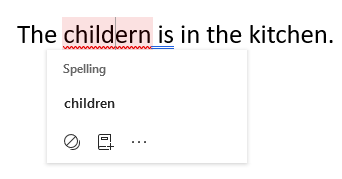 The childern is in the kitchen.
Spelling
children